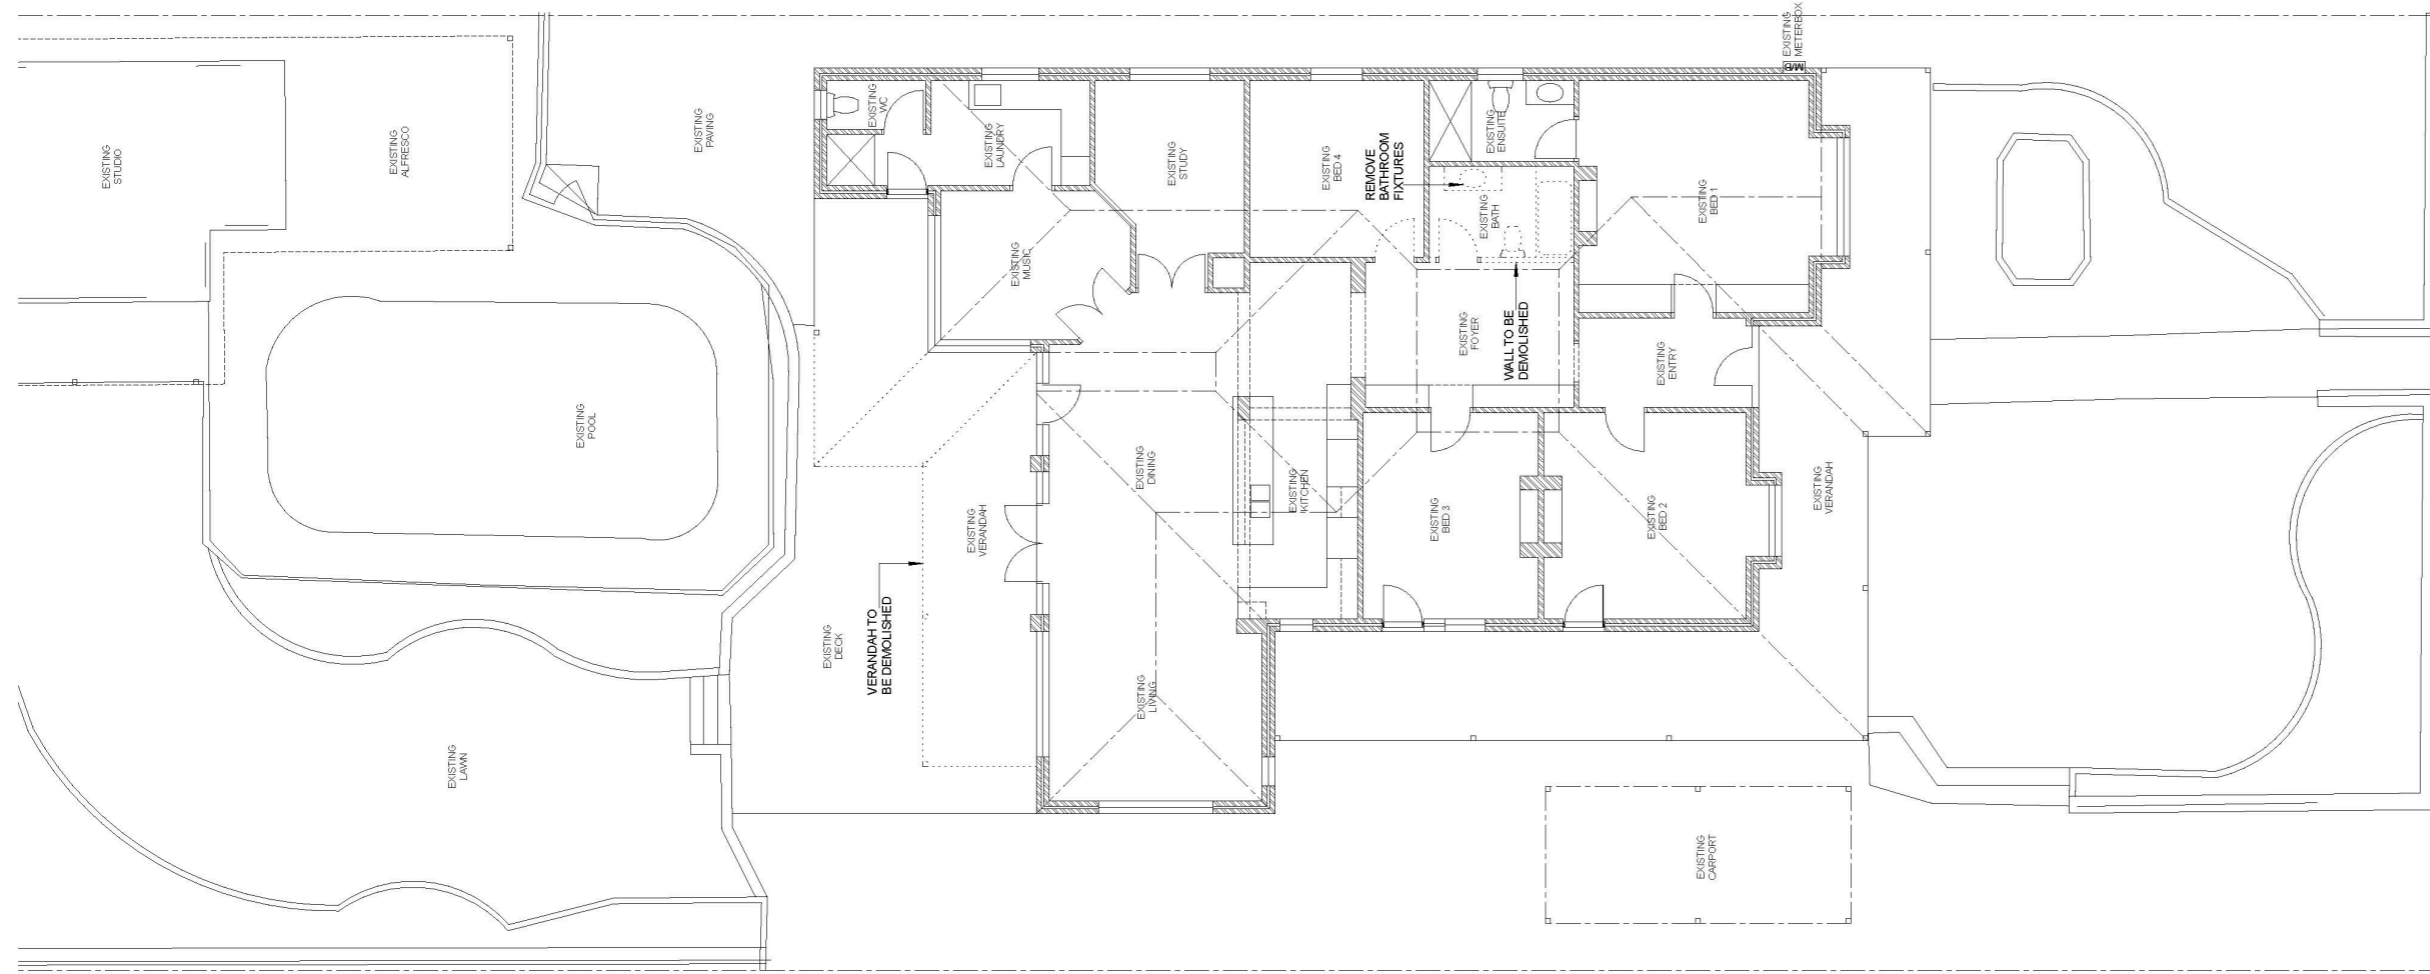 EXISTING
STUDIO
EXISTING
ALFRESCO
EXISTING
PAVING
EXISTING
WC
EXISTING
LAUNDRY
EXISTING
STUDY
EXISTING
BED 4
REMOVE
BATHROOM
FIXTURES
EXISTING
ENSUITE
EXISTING
BATH
EXISTING
BED 1
EXISTING
METERBOX
M/B
EXISTING
MUSIC
EXISTING
FOYER
WALL TO BE
DEMOLISHED
EXISTING
ENTRY
EXISTING
POOL
EXISTING
DINING
EXISTING
KITCHEN
EXISTING
BED 3
EXISTING
BED 2
EXISTING
VERANDAH
EXISTING
VERANDAH
VERANDAH TO
BE DEMOLISHED
EXISTING
DECK
EXISTING
LIVING
EXISTING
LAWN
EXISTING
CARPORT